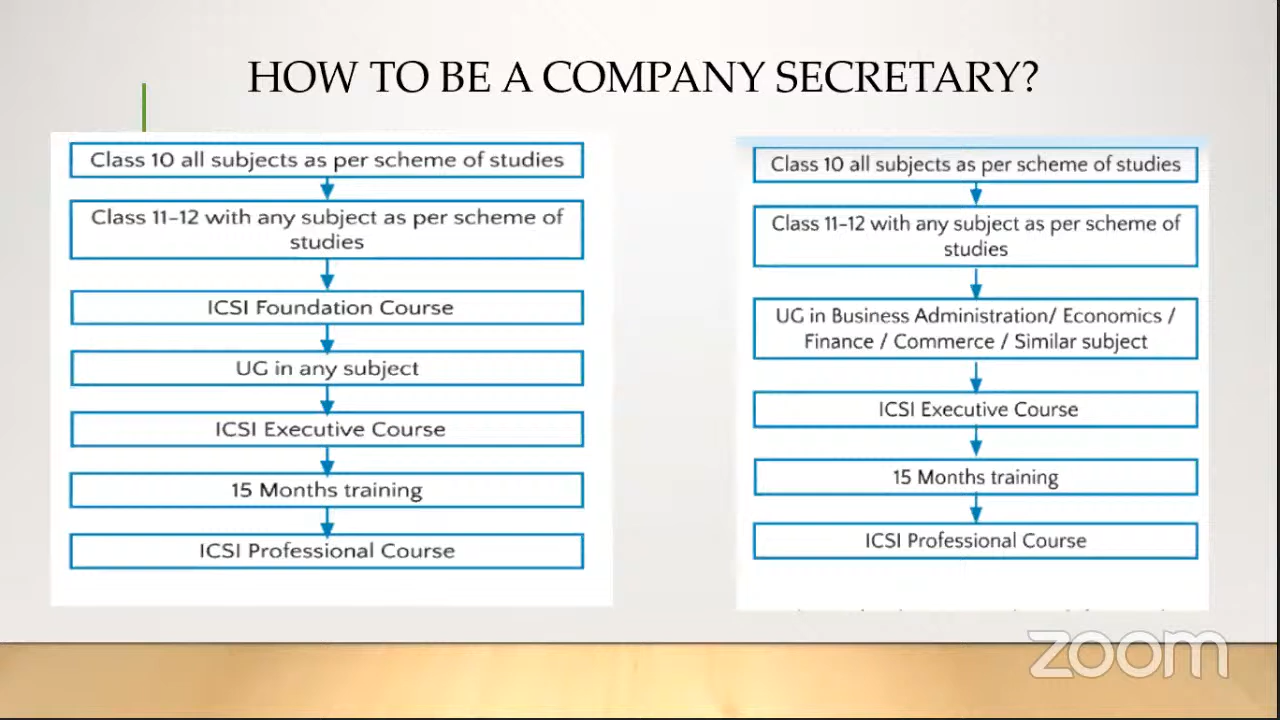 HOW TO BE A COMPANY SECRETARY?
Class 10 all subjects as per scheme of studies
Class 11-12 with any subject as per scheme of
studies
ICSI Foundation Course
UG in any subject
ICSI Executive Course
15 Months training
ICSI Professional Course
Class 10 all subjects as per scheme of studies
Class 11-12 with any subject as per scheme of
studies
UG in Business Administration/ Economics /
Finance / Commerce / Similar subject
ICSI Executive Course
15 Months training
ICSI Professional Course
zoom